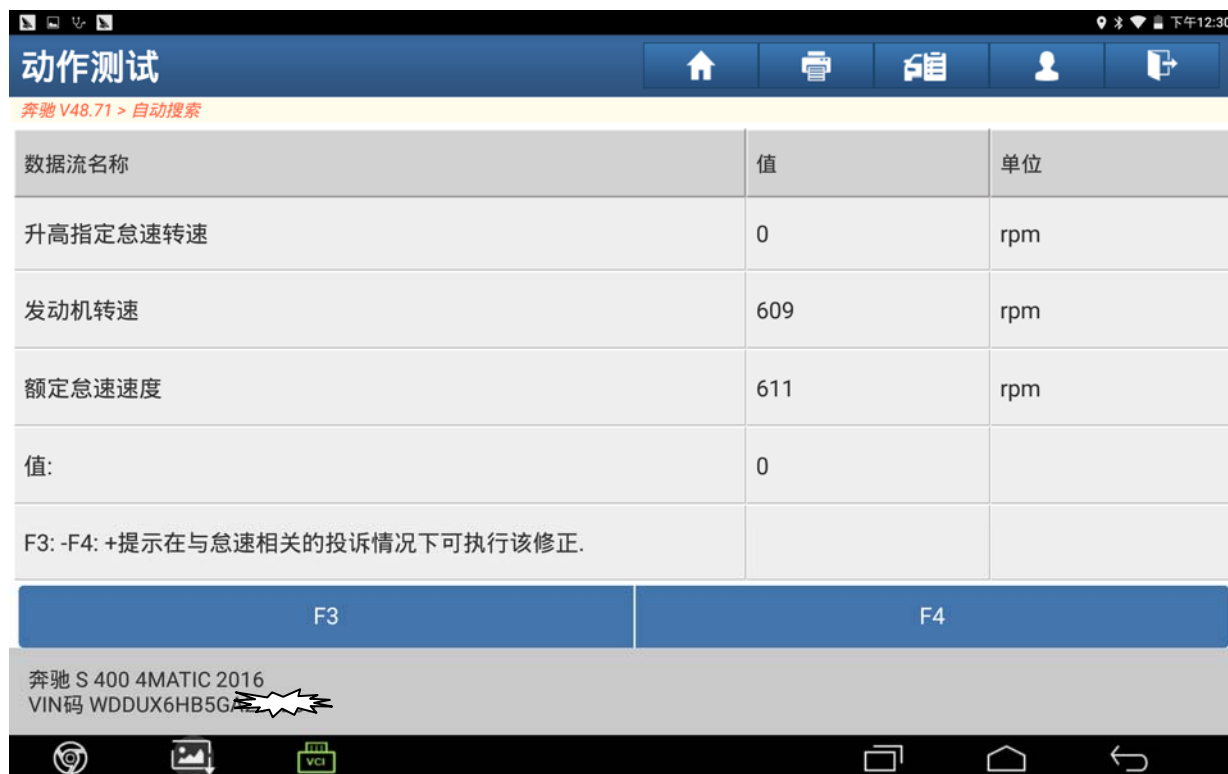 下午12:30
动作测试
奔驰 V48.71 > 自动搜索
数据流名称 值 单位
升高指定怠速转速 0 rpm
发动机转速 609 rpm
额定怠速速度 611 rpm
值: 0
F3: -F4: +提示在与怠速相关的投诉情况下可执行该修正.
F3 F4
奔驰 S 400 4MATIC 2016
VIN码 WDDUX6HB5GA
VCI